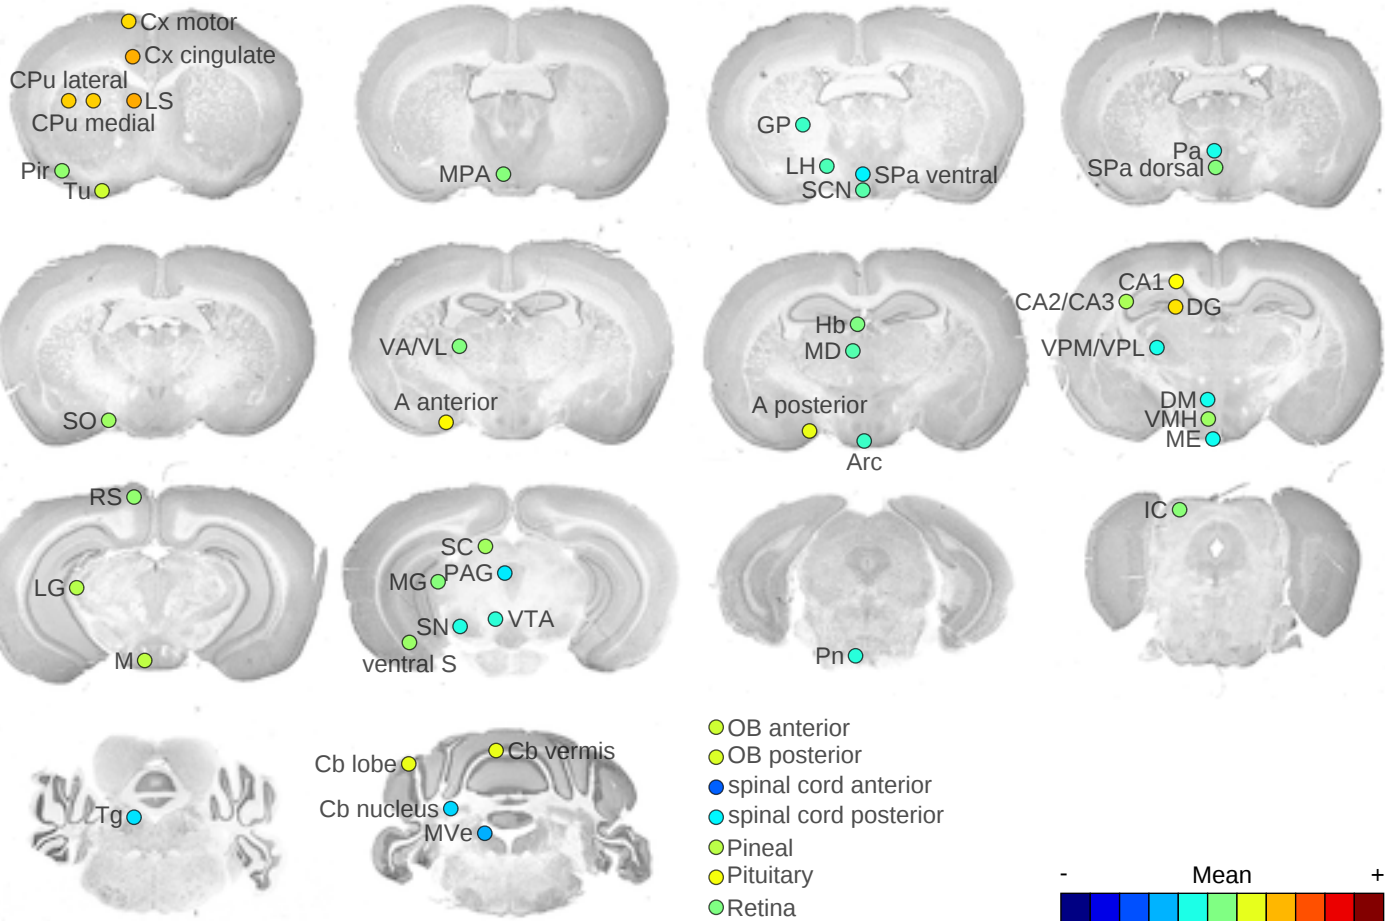 Cx motor
Cx cingulate
CPu lateral
LS
CPu medial
Pir
Tu
MPA
GP
LH
SPa ventral
SCN
Pa
SPa dorsal
SO
VA/VL
A anterior
Hb
MD
A posterior
Arc
CA1
CA2/CA3
DG
VPM/VPL
DM
VMH
ME
RS
LG
M
SC
MG
PAG
SN
VTA
ventral S
Pn
IC
Tg
Cb lobe
Cb vermis
Cb nucleus
MVe
OB anterior
OB posterior
spinal cord anterior
spinal cord posterior
Pineal
Pituitary
Retina
- Mean +